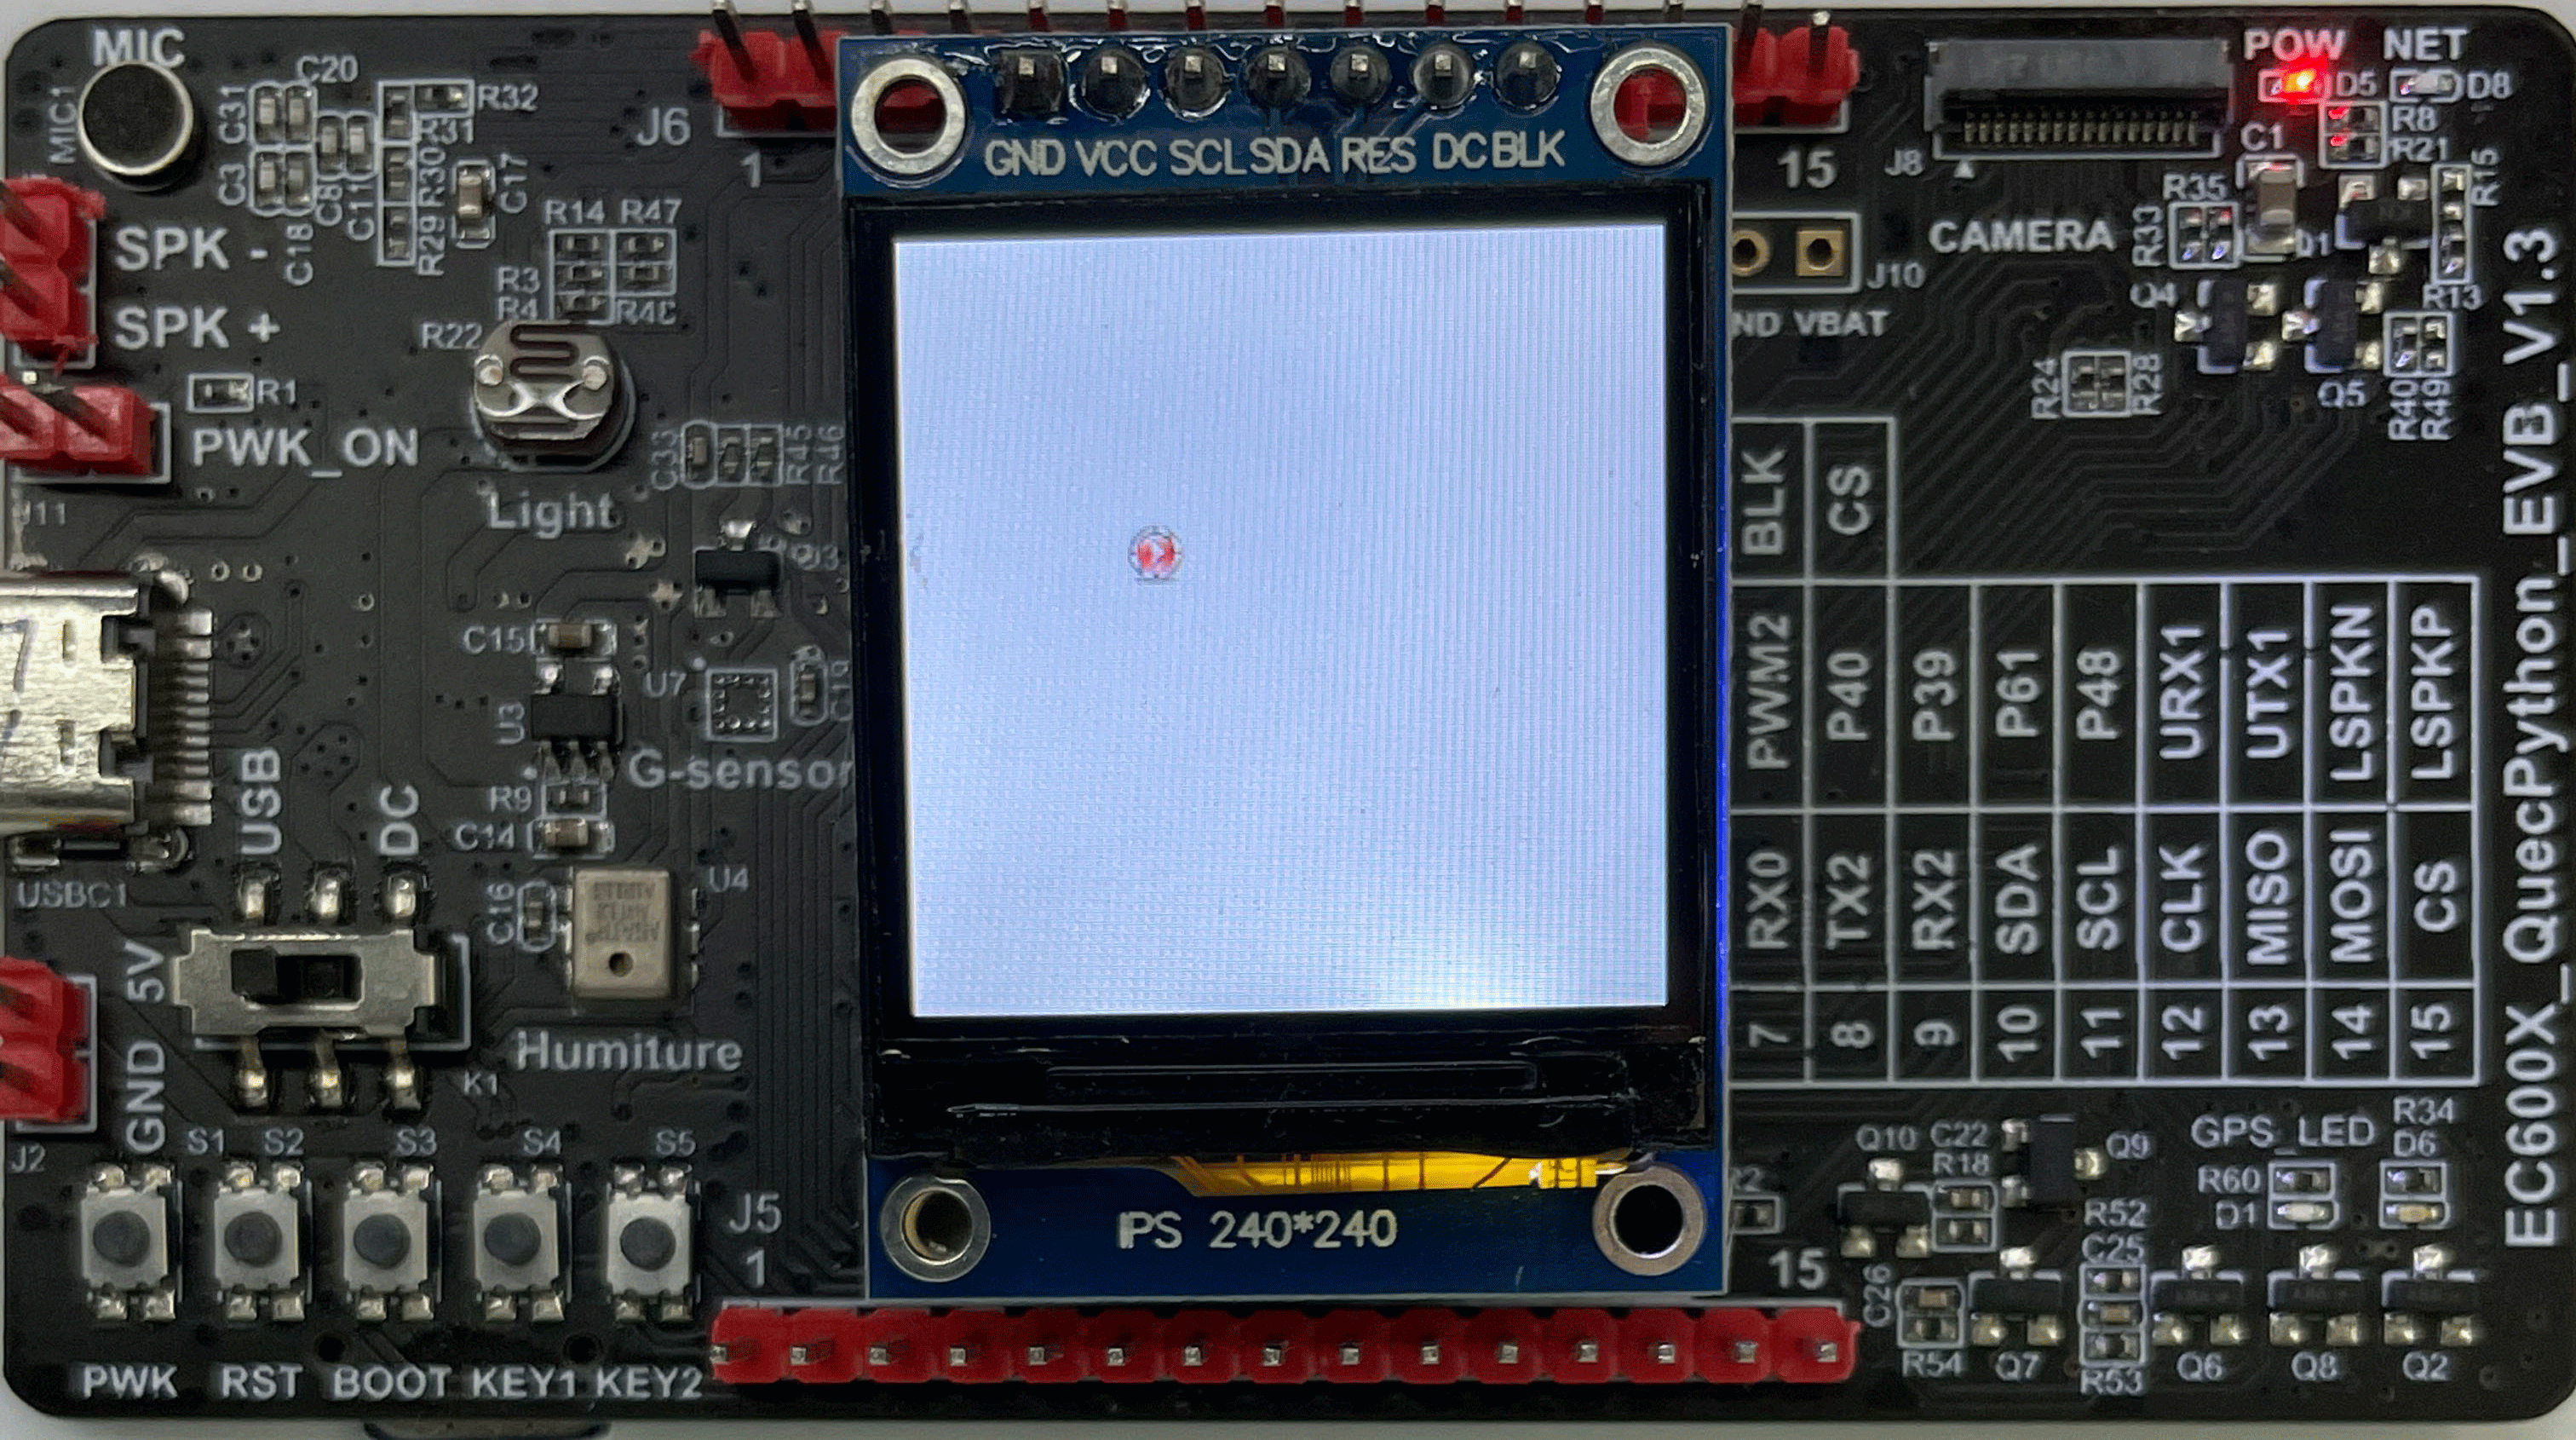 MIC
MIC1
C20
C31
C3
R32
R31
R30
C17
C8
C11
C18
R29
SPK -
SPK +
R14 R47
R3
R4
R22
R1
PWK_ON
J11
Light
C33
R45
R46
J6
1
GND VCC SCL SDA RES DC BLK
15
J8
CAMERA
POW NET
D5
D8
R8
R21
C1
R15
R35
R33
D1
J10
VBAT
Q4
R13
Q5
R40
R49
R24
R28
BLK
CS
PWM2
P40
P39
P61
P48
URX1
UTX1
LSPKN
LSPKP
RX0
TX2
RX2
SDA
SCL
CLK
MISO
MOSI
CS
7
8
9
10
11
12
13
14
15
EC600X_QuecPython_EVB_V1.3
C15
U7
C19
U3
G-sensor
R9
C14
USB
DC
USBC1
C16
U4
5V
GND
Humiture
K1
J2
S1
S2
S3
S4
S5
J5
1
IPS 240*240
15
PWK RST BOOT KEY1 KEY2
Q10
C22
R18
Q9
GPS_LED
R34
D6
R60
D1
R52
C25
C26
R54
Q7
R53
Q6
Q8
Q2